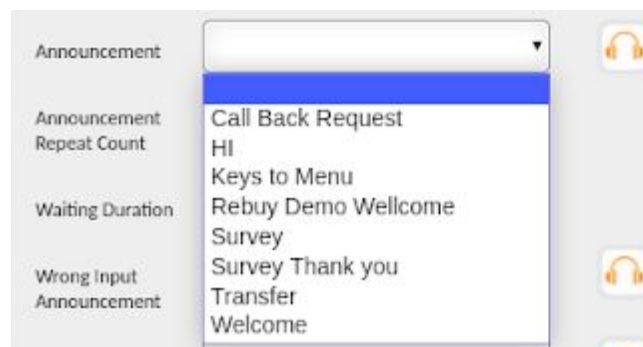 Announcement
Call Back Request
HI
Keys to Menu
Rebuy Demo Wellcome
Survey
Survey Thank you
Transfer
Welcome
Announcement
Repeat Count
Waiting Duration
Wrong Input
Announcement